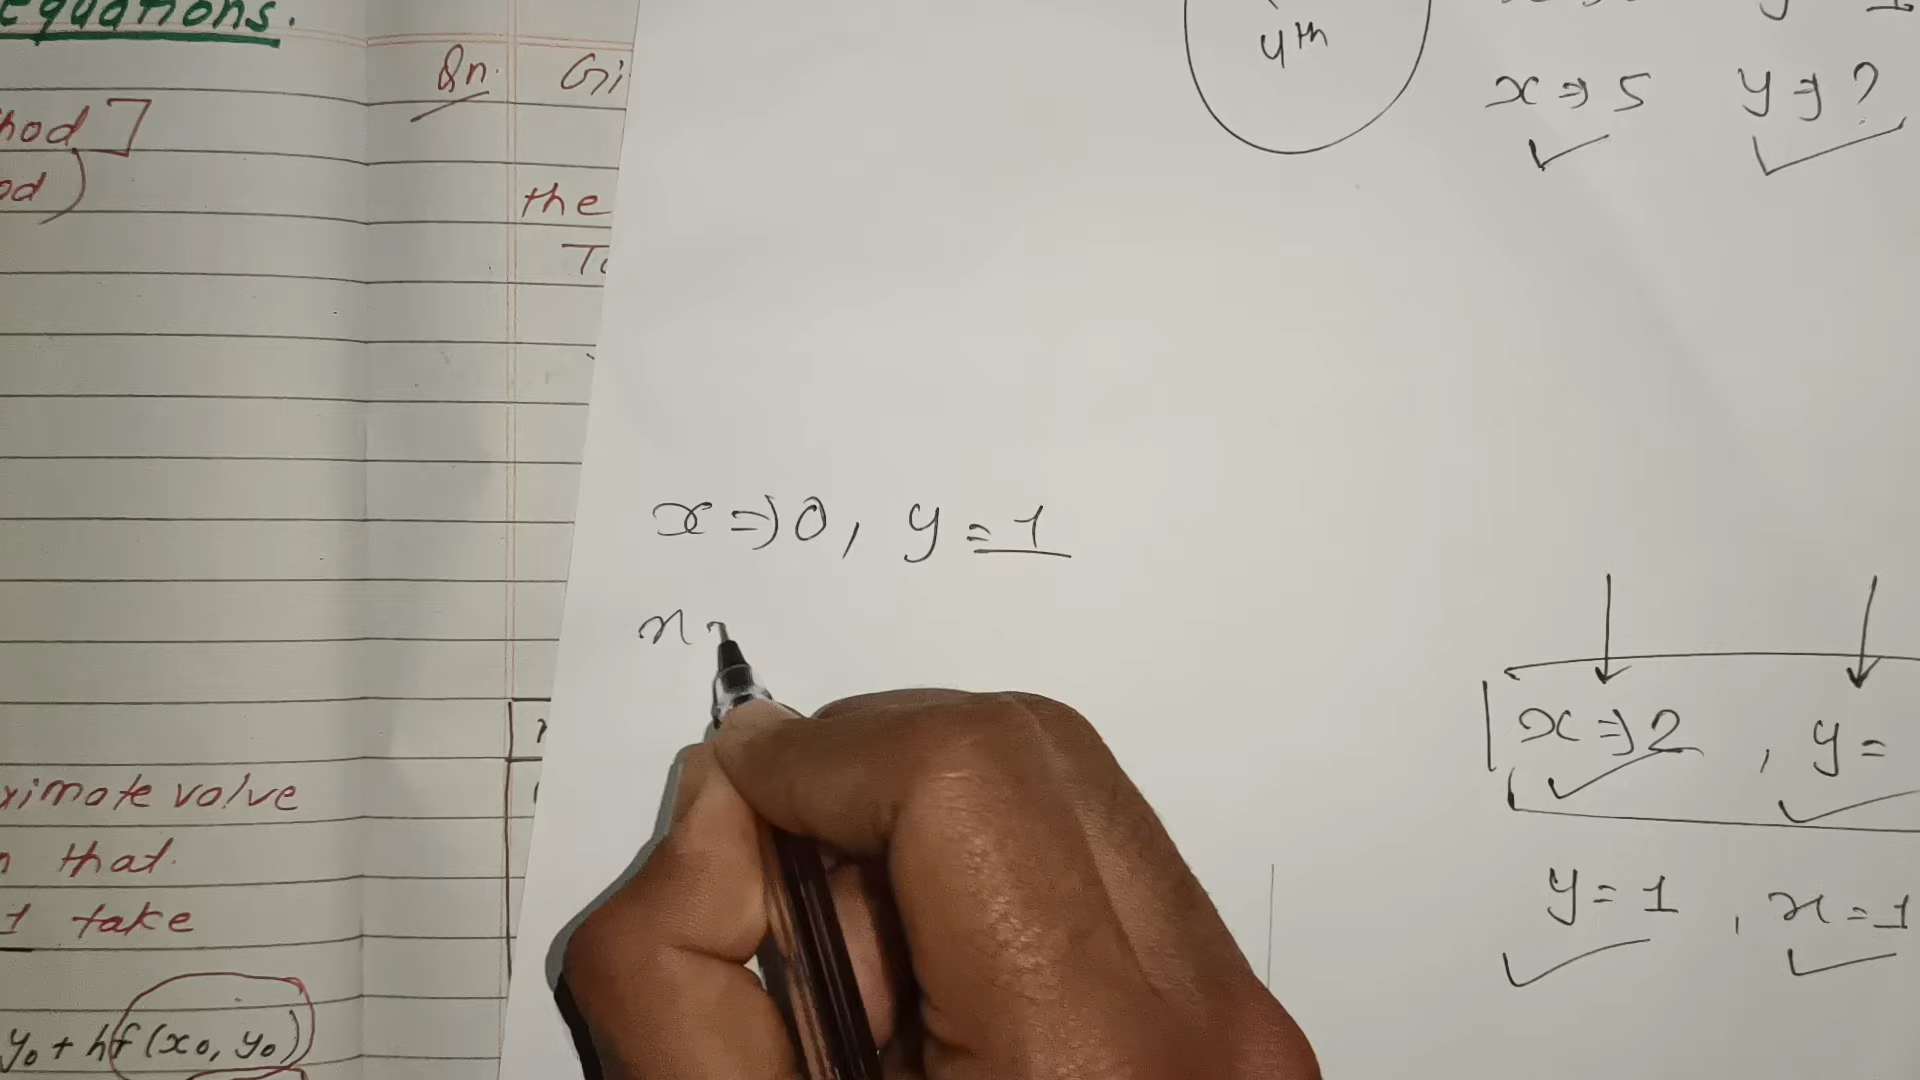 Equations.
hod]
od)
ximate value
n that.
1 take
y₀ + hf(x₀, y₀)
Qn. Gi
the
To
4th
x ⇒ 5 y ⇒ ?
x ⇒ 0, y = 1
x
x ⇒ 2 , y =
y = 1 , x = 1